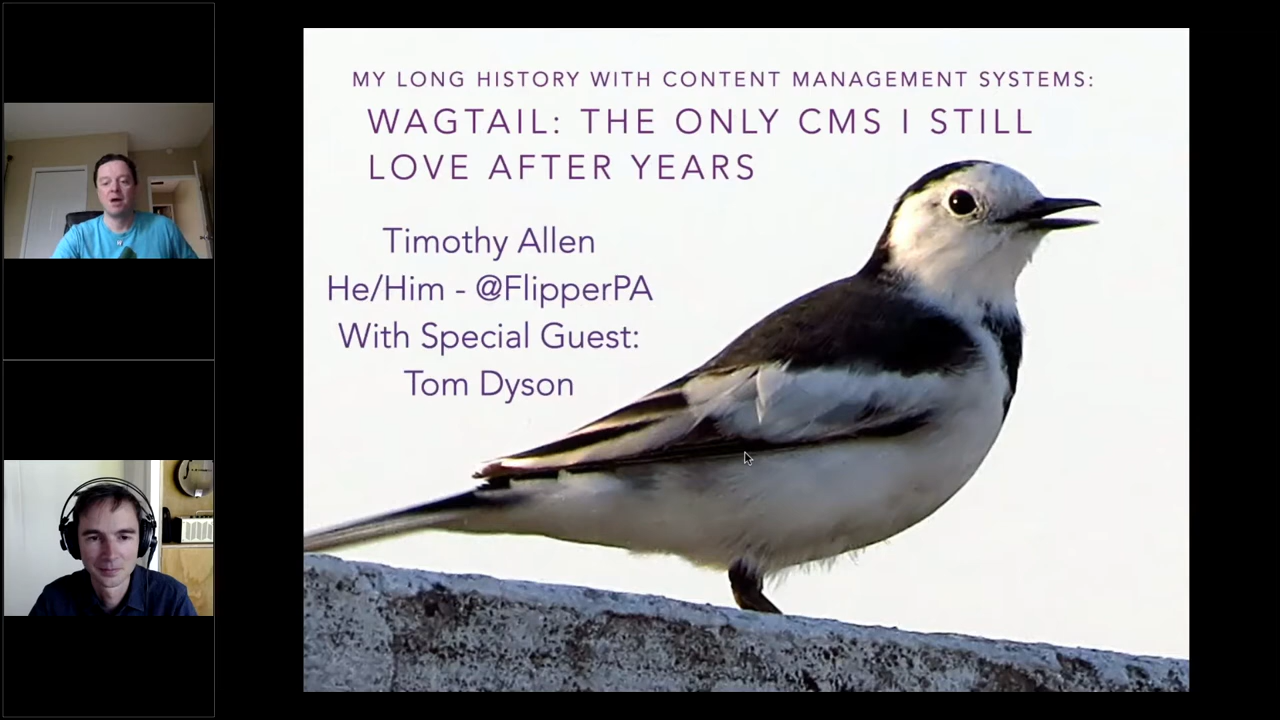 MY LONG HISTORY WITH CONTENT MANAGEMENT SYSTEMS:
WAGTAIL: THE ONLY CMS I STILL
LOVE AFTER YEARS
Timothy Allen
He/Him - @FlipperPA
With Special Guest:
Tom Dyson